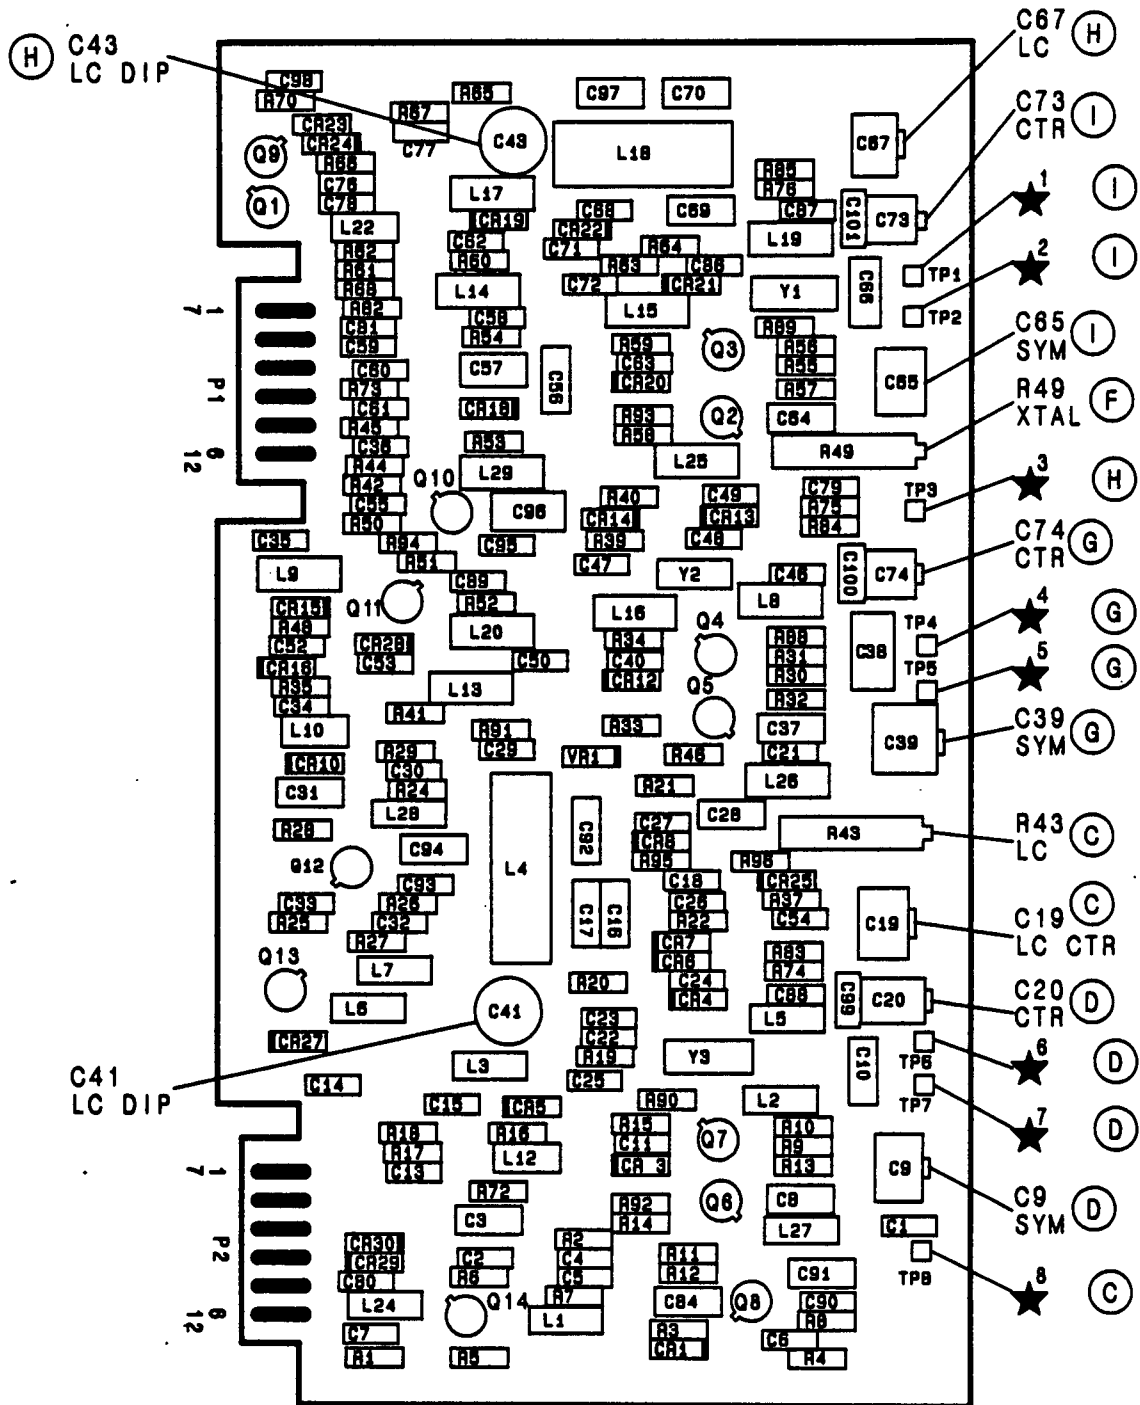 H C43
LC DIP
C67 H
LC
C73 I
CTR
1 I
2 I
C65 I
SYM
R49 F
XTAL
3 H
C74 G
CTR
4 G
5 G
C39 G
SYM
R43 C
LC
C19 C
LC CTR
C20 D
CTR
6 D
7 D
C9 D
SYM
8 C
C41
LC DIP
C98
R70
R65
C97
C70
R67
C77
C43
CR23
CR24
Q9
R66
C76
C78
Q1
L18
C67
R85
R76
L17
CR19
C68
CR22
C71
C69
C87
C101
C73
L22
C62
R60
R64
L19
R62
R61
R68
R63
C86
L14
C72
CR21
Y1
C66
TP1
TP2
1
7
R82
C81
C59
C58
R54
L15
R89
R56
R55
R59
C63
CR20
Q3
C60
R73
C61
R45
C36
C57
C56
R57
C65
P1
CR18
R93
R58
Q2
C64
R53
R49
6
12
R44
R42
C55
R50
Q10
L29
L25
C96
R40
CR14
R39
C49
CR13
C48
C79
R75
R84
TP3
C35
R94
R51
C95
C47
L9
C89
R52
Y2
C46
C100
C74
Q11
L16
L8
CR15
R48
C52
CR16
R35
C34
CR28
C53
L20
R34
C40
CR12
Q4
R88
R31
R30
R32
C38
TP4
TP5
C50
L13
Q5
L10
R41
R91
C29
R33
C37
C39
CR10
R29
C30
R24
VR1
R46
C21
L26
C31
L28
R21
C28
R28
L4
C92
C27
CR8
R95
R43
C94
R96
Q12
C93
R26
C32
R27
C18
C26
R22
CR25
R37
C54
C33
R25
C17
C16
CR7
CR6
C24
CR4
C19
Q13
L7
R83
R74
C88
R20
L6
C41
L5
C99
C20
CR27
C23
C22
R19
C25
L3
Y3
C10
TP6
TP7
C14
C15
CR5
R90
L2
R18
R17
C13
R16
L12
R15
C11
CR 3
Q7
R10
R9
R13
C9
1
7
R72
R92
R14
Q6
C8
L27
C1
P2
C3
CR30
CR29
C80
C2
R6
R2
C4
C5
R7
R11
R12
C91
TP8
6
12
L24
Q14
L1
C84
Q8
C90
R8
C7
R1
R5
R3
CR1
C6
R4